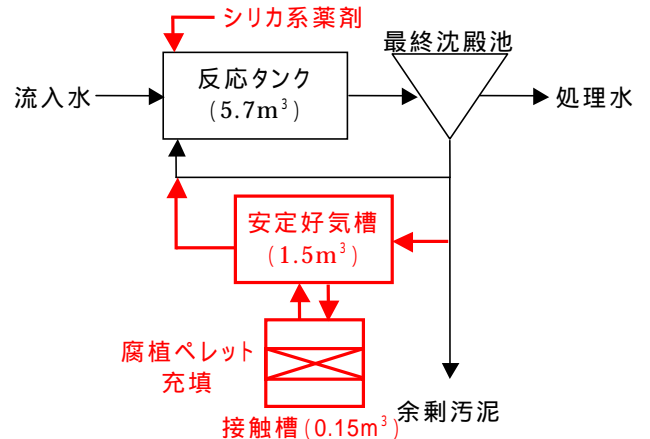 シリカ系薬剤
最終沈殿池
反応タンク
(5.7m³)
流入水
処理水
安定好気槽
(1.5m³)
腐植ペレット
充填
接触槽(0.15m³)
余剰汚泥